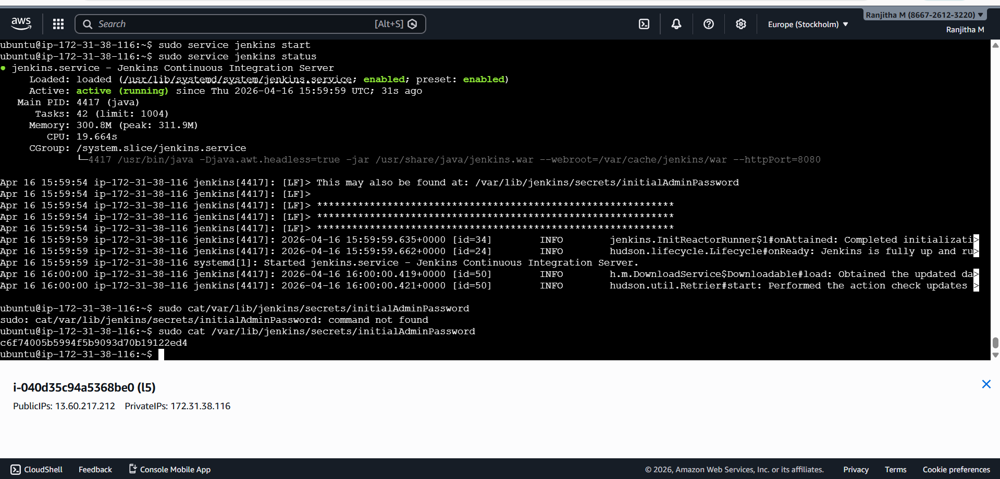 aws
Search [Alt+S]
Europe (Stockholm)
Ranjitha M (8667-2612-3220)
Ranjitha M
ubuntu@ip-172-31-38-116:~$ sudo service jenkins start
ubuntu@ip-172-31-38-116:~$ sudo service jenkins status
● jenkins.service - Jenkins Continuous Integration Server
Loaded: loaded (/usr/lib/systemd/system/jenkins.service; enabled; preset: enabled)
Active: active (running) since Thu 2026-04-16 15:59:59 UTC; 31s ago
Main PID: 4417 (java)
Tasks: 42 (limit: 1004)
Memory: 300.8M (peak: 311.9M)
CPU: 19.664s
CGroup: /system.slice/jenkins.service
└─4417 /usr/bin/java -Djava.awt.headless=true -jar /usr/share/java/jenkins.war --webroot=/var/cache/jenkins/war --httpPort=8080
Apr 16 15:59:54 ip-172-31-38-116 jenkins[4417]: [LF]> This may also be found at: /var/lib/jenkins/secrets/initialAdminPassword
Apr 16 15:59:54 ip-172-31-38-116 jenkins[4417]: [LF]>
Apr 16 15:59:54 ip-172-31-38-116 jenkins[4417]: [LF]> *************************************************************
Apr 16 15:59:54 ip-172-31-38-116 jenkins[4417]: [LF]> *************************************************************
Apr 16 15:59:54 ip-172-31-38-116 jenkins[4417]: [LF]> *************************************************************
Apr 16 15:59:59 ip-172-31-38-116 jenkins[4417]: 2026-04-16 15:59:59.635+0000 [id=34] INFO jenkins.InitReactorRunner$1#onAttained: Completed initializati>
Apr 16 15:59:59 ip-172-31-38-116 jenkins[4417]: 2026-04-16 15:59:59.662+0000 [id=24] INFO hudson.lifecycle.Lifecycle#onReady: Jenkins is fully up and ru>
Apr 16 15:59:59 ip-172-31-38-116 systemd[1]: Started jenkins.service - Jenkins Continuous Integration Server.
Apr 16 16:00:00 ip-172-31-38-116 jenkins[4417]: 2026-04-16 16:00:00.419+0000 [id=50] INFO h.m.DownloadService$Downloadable#load: Obtained the updated da>
Apr 16 16:00:00 ip-172-31-38-116 jenkins[4417]: 2026-04-16 16:00:00.421+0000 [id=50] INFO hudson.util.Retrier#start: Performed the action check updates >
ubuntu@ip-172-31-38-116:~$ sudo cat/var/lib/jenkins/secrets/initialAdminPassword
sudo: cat/var/lib/jenkins/secrets/initialAdminPassword: command not found
ubuntu@ip-172-31-38-116:~$ sudo cat /var/lib/jenkins/secrets/initialAdminPassword
c6f74005b5994f5b9093d70b19122ed4
ubuntu@ip-172-31-38-116:~$
i-040d35c94a5368be0 (l5)
PublicIPs: 13.60.217.212 PrivateIPs: 172.31.38.116
CloudShell Feedback Console Mobile App © 2026, Amazon Web Services, Inc. or its affiliates. Privacy Terms Cookie preferences